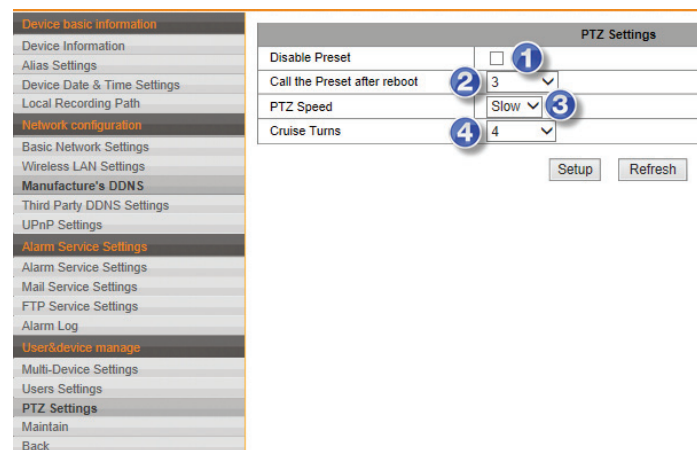 Device basic information
Device Information
Alias Settings
Device Date & Time Settings
Local Recording Path
Network configuration
Basic Network Settings
Wireless LAN Settings
Manufacture's DDNS
Third Party DDNS Settings
UPnP Settings
Alarm Service Settings
Alarm Service Settings
Mail Service Settings
FTP Service Settings
Alarm Log
User&device manage
Multi-Device Settings
Users Settings
PTZ Settings
Maintain
Back
PTZ Settings
Disable Preset 1
Call the Preset after reboot 2 3
PTZ Speed Slow 3
Cruise Turns 4 4
Setup Refresh